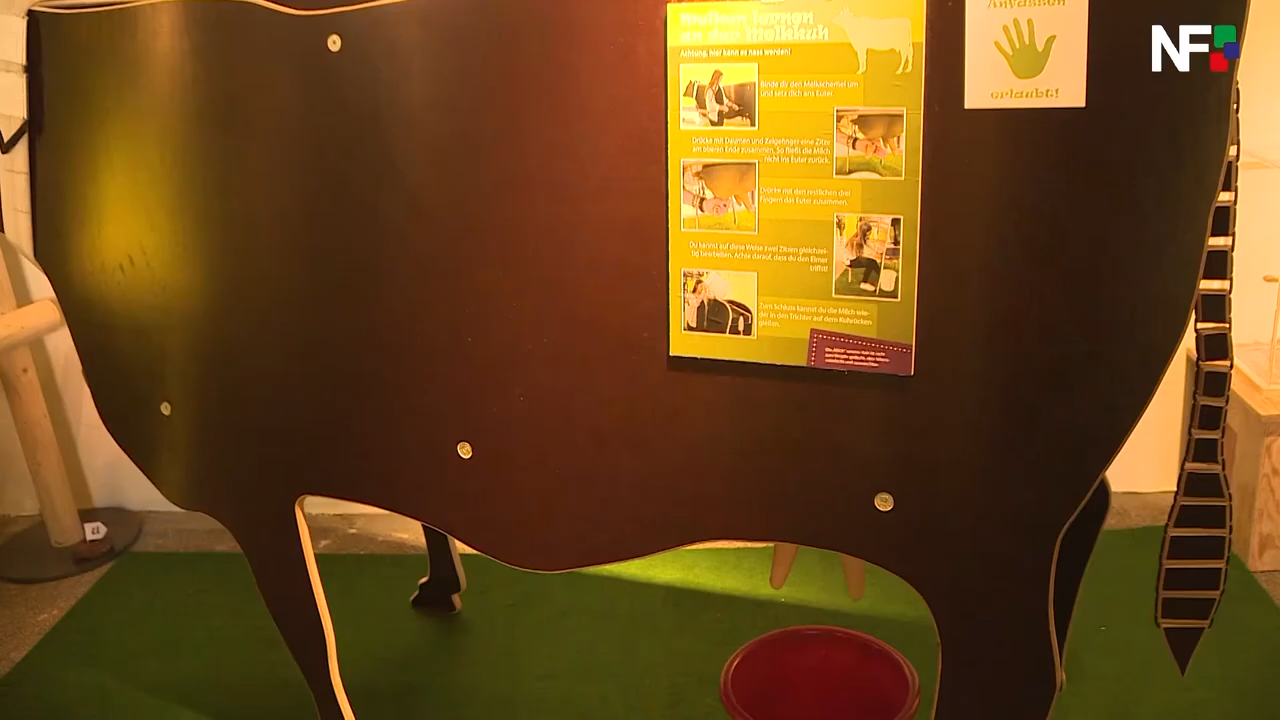 Melken lernen
an der Melkkuh
Achtung, hier kann es nass werden!
Binde dir den Melkschemel um
und setz dich ans Euter.
Drücke mit Daumen und Zeigefinger eine Zitze
am oberen Ende zusammen. So fließt die Milch
nicht ins Euter zurück.
Drücke mit den restlichen drei
Fingern das Euter zusammen.
Du kannst auf diese Weise zwei Zitzen gleichzei-
tig bearbeiten. Achte darauf, dass du den Eimer
triffst!
Zum Schluss kannst du die Milch wie-
der in den Trichter auf dem Kuhrücken
gießen.
Anfassen
erlaubt!
NF